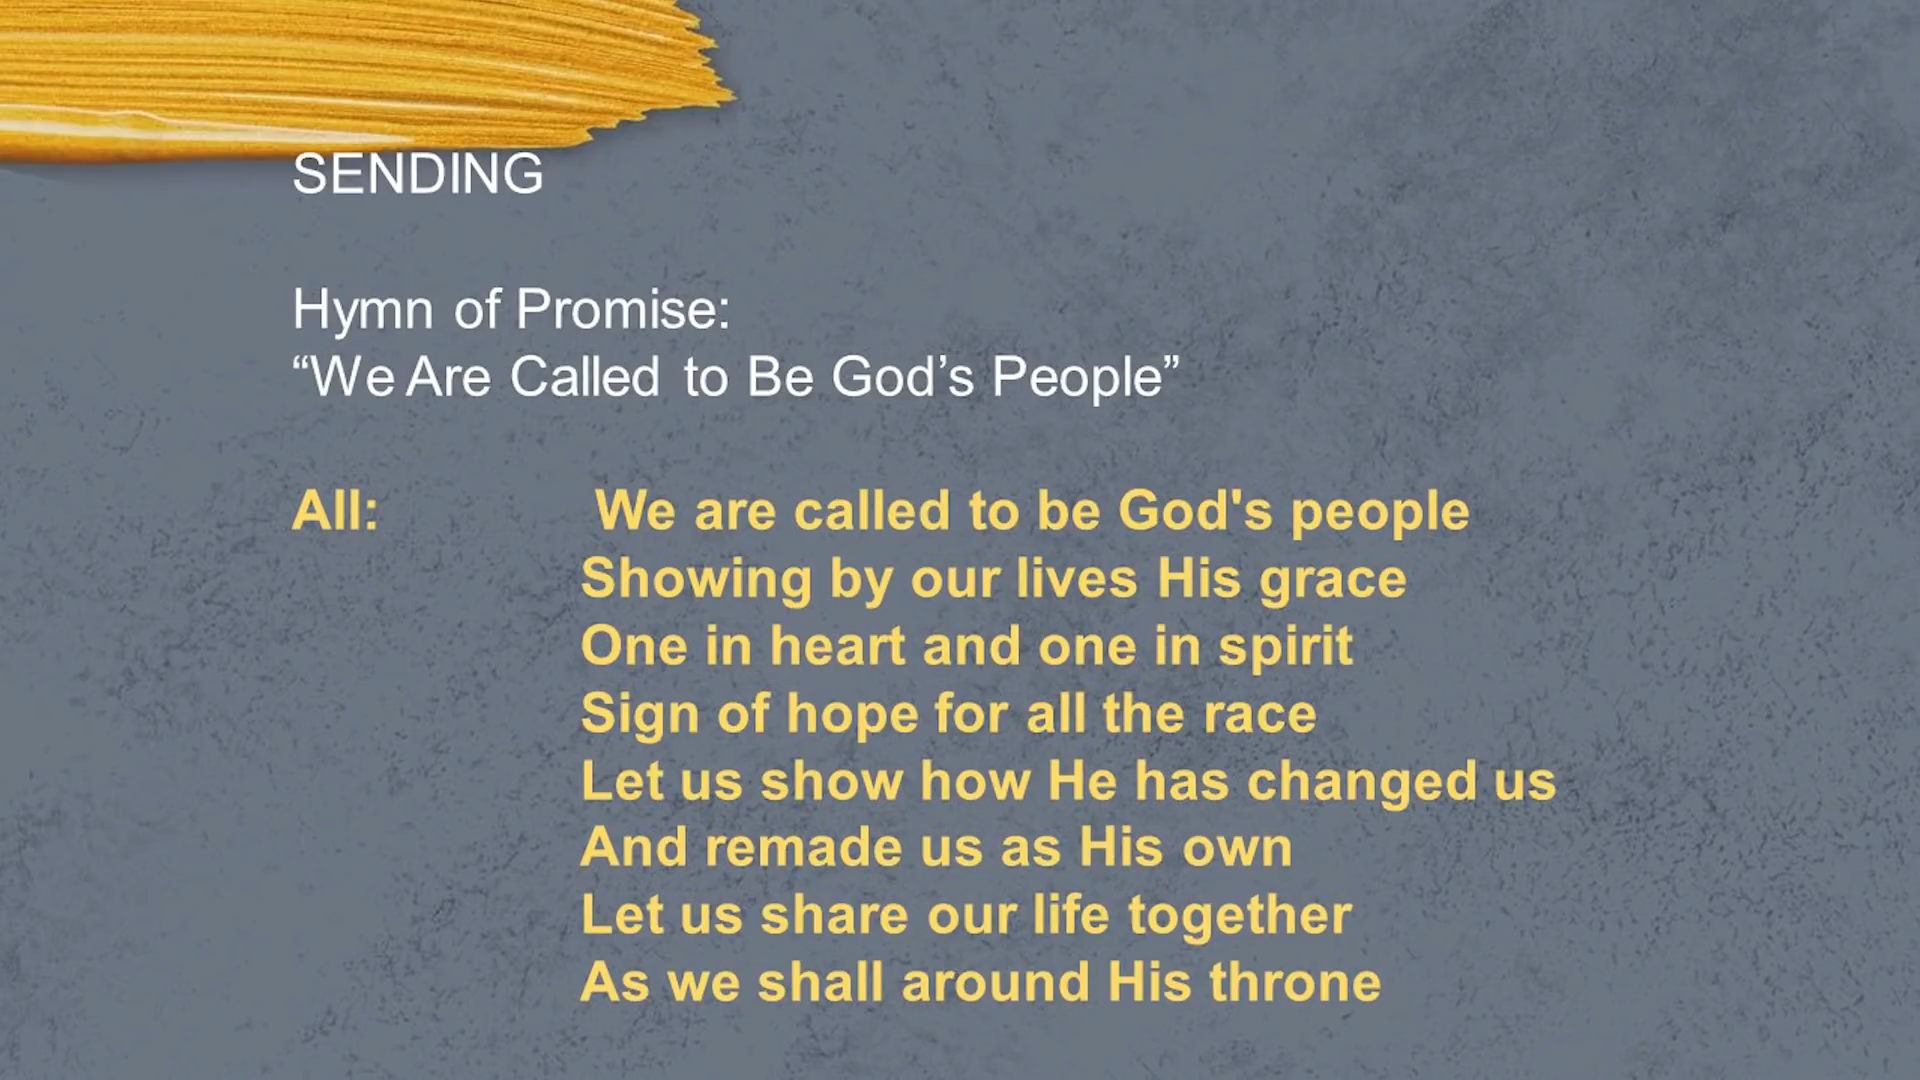 SENDING
Hymn of Promise:
“We Are Called to Be God’s People”
All: We are called to be God's people
Showing by our lives His grace
One in heart and one in spirit
Sign of hope for all the race
Let us show how He has changed us
And remade us as His own
Let us share our life together
As we shall around His throne